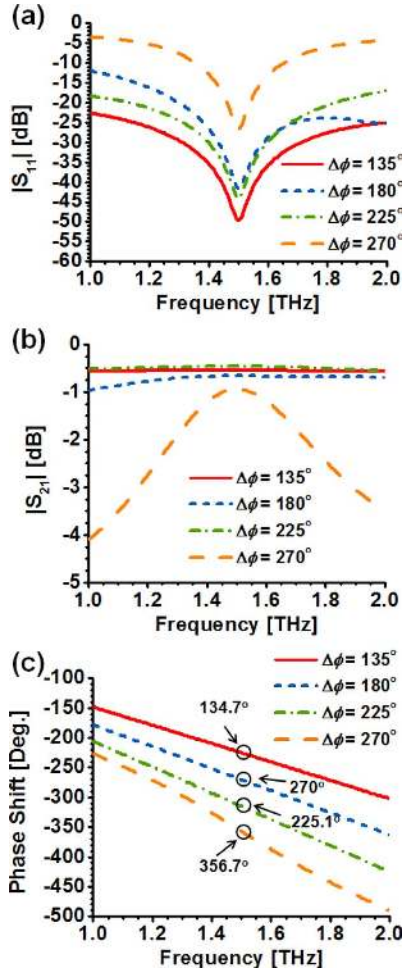 (a)
0
-5
-10
-15
-20
-25
-30
-35
-40
-45
-50
-55
-60
|S₁₁| [dB]
Δϕ = 135°
Δϕ = 180°
Δϕ = 225°
Δϕ = 270°
1.0 1.2 1.4 1.6 1.8 2.0
Frequency [THz]
(b)
0
-1
-2
-3
-4
-5
|S₂₁| [dB]
Δϕ = 135°
Δϕ = 180°
Δϕ = 225°
Δϕ = 270°
1.0 1.2 1.4 1.6 1.8 2.0
Frequency [THz]
(c)
Δϕ = 135°
Δϕ = 180°
Δϕ = 225°
Δϕ = 270°
-100
-150
-200
-250
-300
-350
-400
-450
-500
Phase Shift [Deg.]
134.7°
270°
225.1°
356.7°
1.0 1.2 1.4 1.6 1.8 2.0
Frequency [THz]